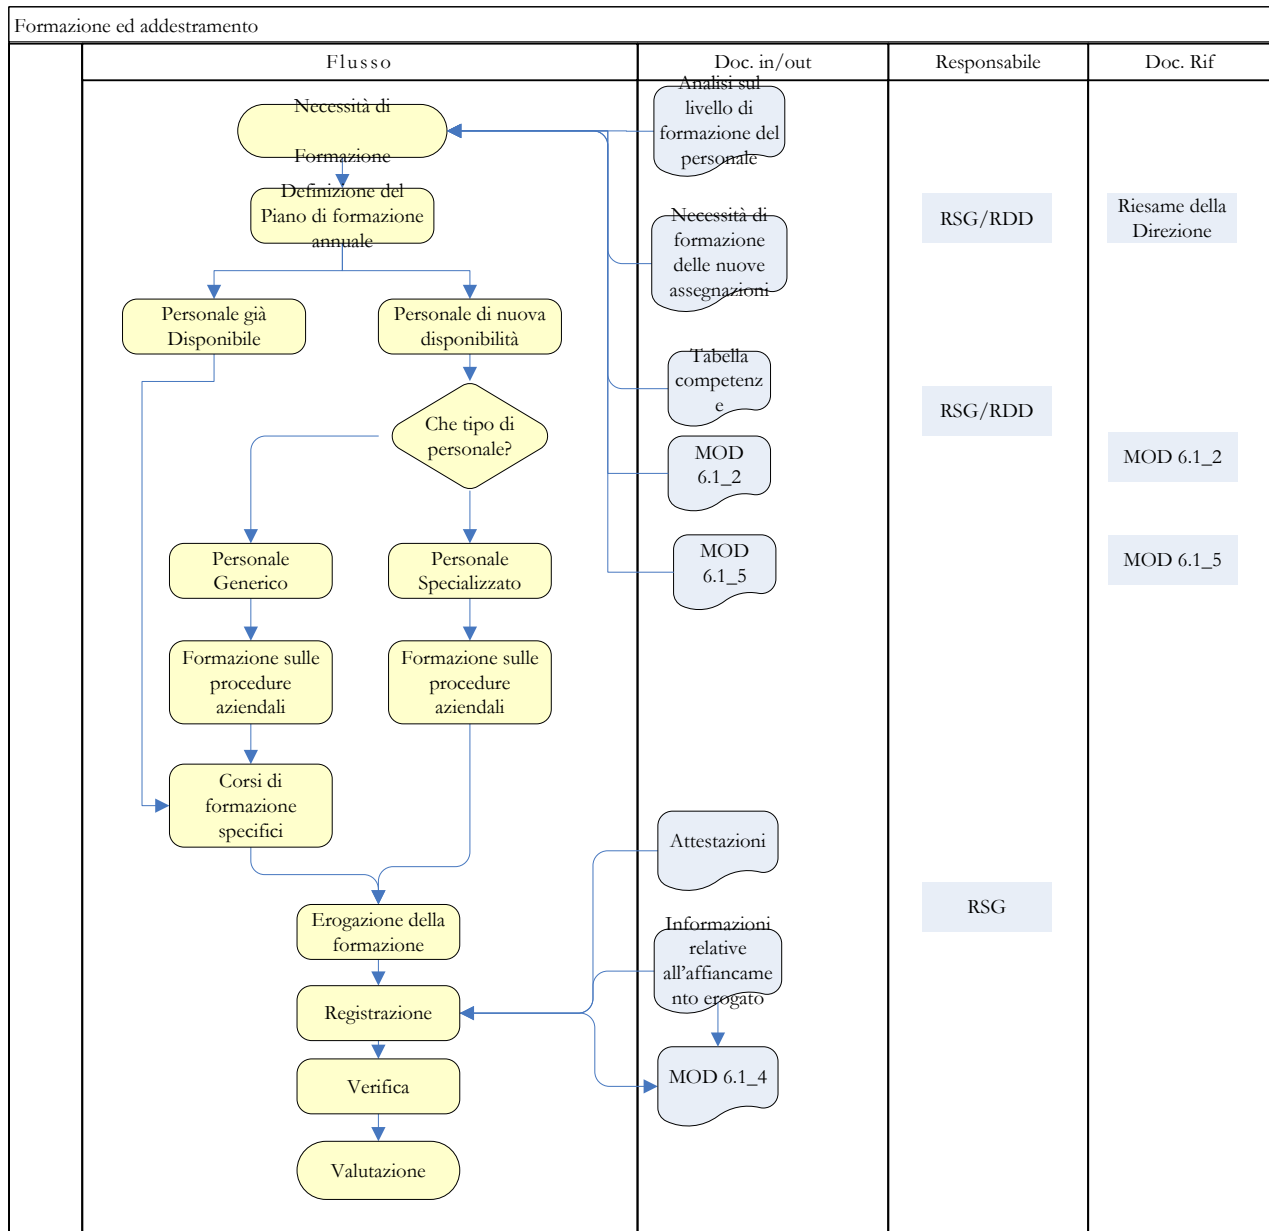 Formazione ed addestramento
Flusso
Doc. in/out
Responsabile
Doc. Rif
Necessità di
Formazione
Analisi sul
livello di
formazione del
personale
Definizione del
Piano di formazione
annuale
Necessità di
formazione
delle nuove
assegnazioni
RSG/RDD
Riesame della
Direzione
Personale già
Disponibile
Personale di nuova
disponibilità
Tabella
competenz
e
RSG/RDD
Che tipo di
personale?
MOD
6.1_2
MOD 6.1_2
Personale
Generico
Personale
Specializzato
MOD
6.1_5
MOD 6.1_5
Formazione sulle
procedure
aziendali
Formazione sulle
procedure
aziendali
Corsi di
formazione
specifici
Attestazioni
Erogazione della
formazione
RSG
Informazioni
relative
all'affiancame
nto erogato
Registrazione
Verifica
MOD 6.1_4
Valutazione